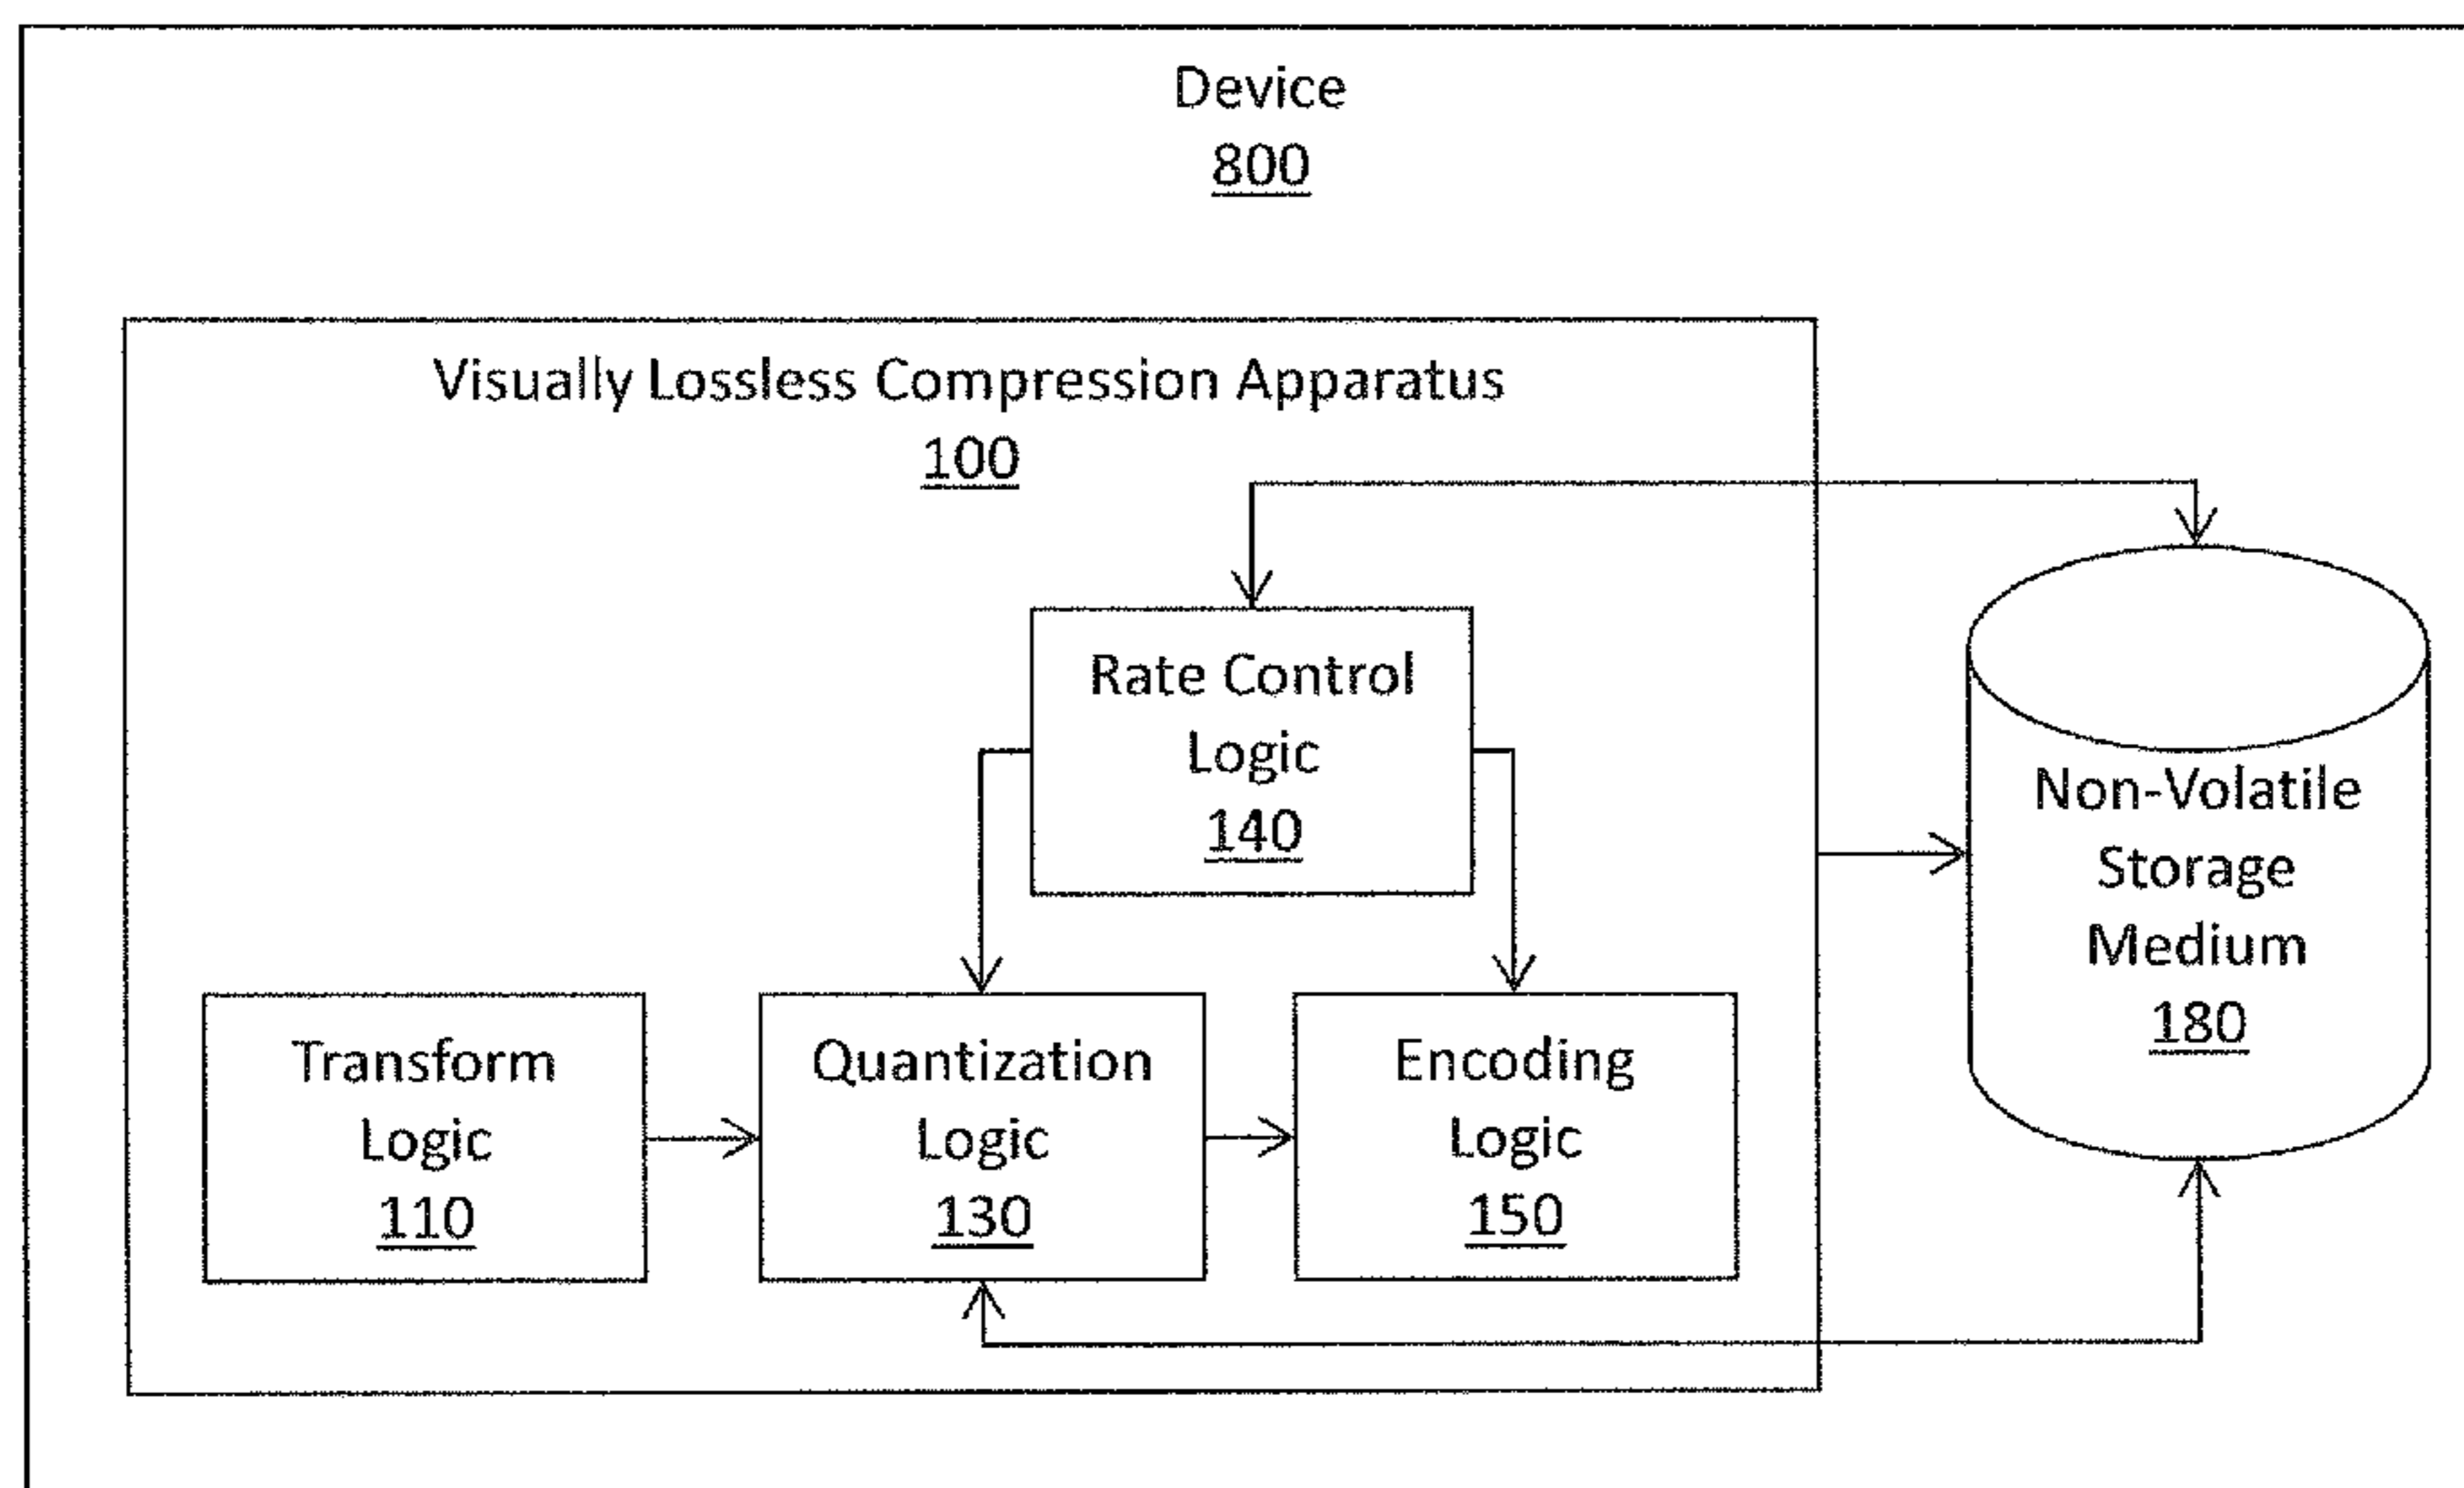 Device
800
Visually Lossless Compression Apparatus
100
Rate Control
Logic
140
Non-Volatile
Storage
Medium
180
Transform
Logic
110
Quantization
Logic
130
Encoding
Logic
150